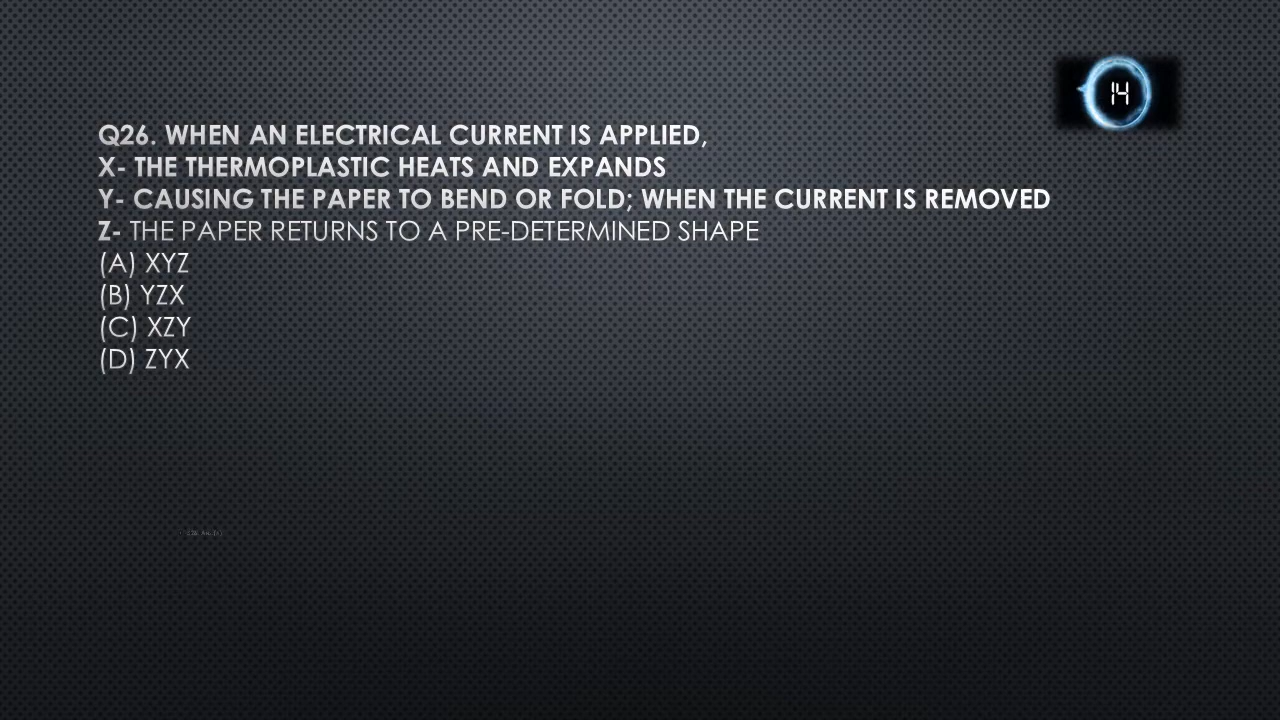 14
Q26. WHEN AN ELECTRICAL CURRENT IS APPLIED,
X- THE THERMOPLASTIC HEATS AND EXPANDS
Y- CAUSING THE PAPER TO BEND OR FOLD; WHEN THE CURRENT IS REMOVED
Z- THE PAPER RETURNS TO A PRE-DETERMINED SHAPE
(A) XYZ
(B) YZX
(C) XZY
(D) ZYX